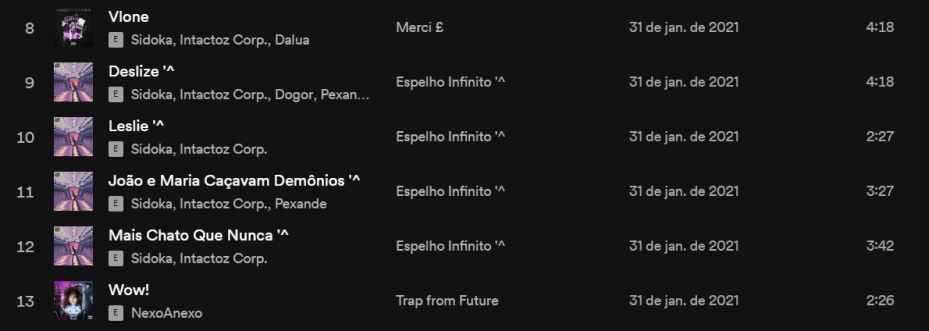 8 Vlone Merci £ 31 de jan. de 2021 4:18
E Sidoka, Intactoz Corp., Dalua
9 Deslize '^ Espelho Infinito '^ 31 de jan. de 2021 4:18
E Sidoka, Intactoz Corp., Dogor, Pexan...
10 Leslie '^ Espelho Infinito '^ 31 de jan. de 2021 2:27
E Sidoka, Intactoz Corp.
11 João e Maria Caçavam Demônios '^ Espelho Infinito '^ 31 de jan. de 2021 3:27
E Sidoka, Intactoz Corp., Pexande
12 Mais Chato Que Nunca '^ Espelho Infinito '^ 31 de jan. de 2021 3:42
E Sidoka, Intactoz Corp.
13 Wow! Trap from Future 31 de jan. de 2021 2:26
E NexoAnexo